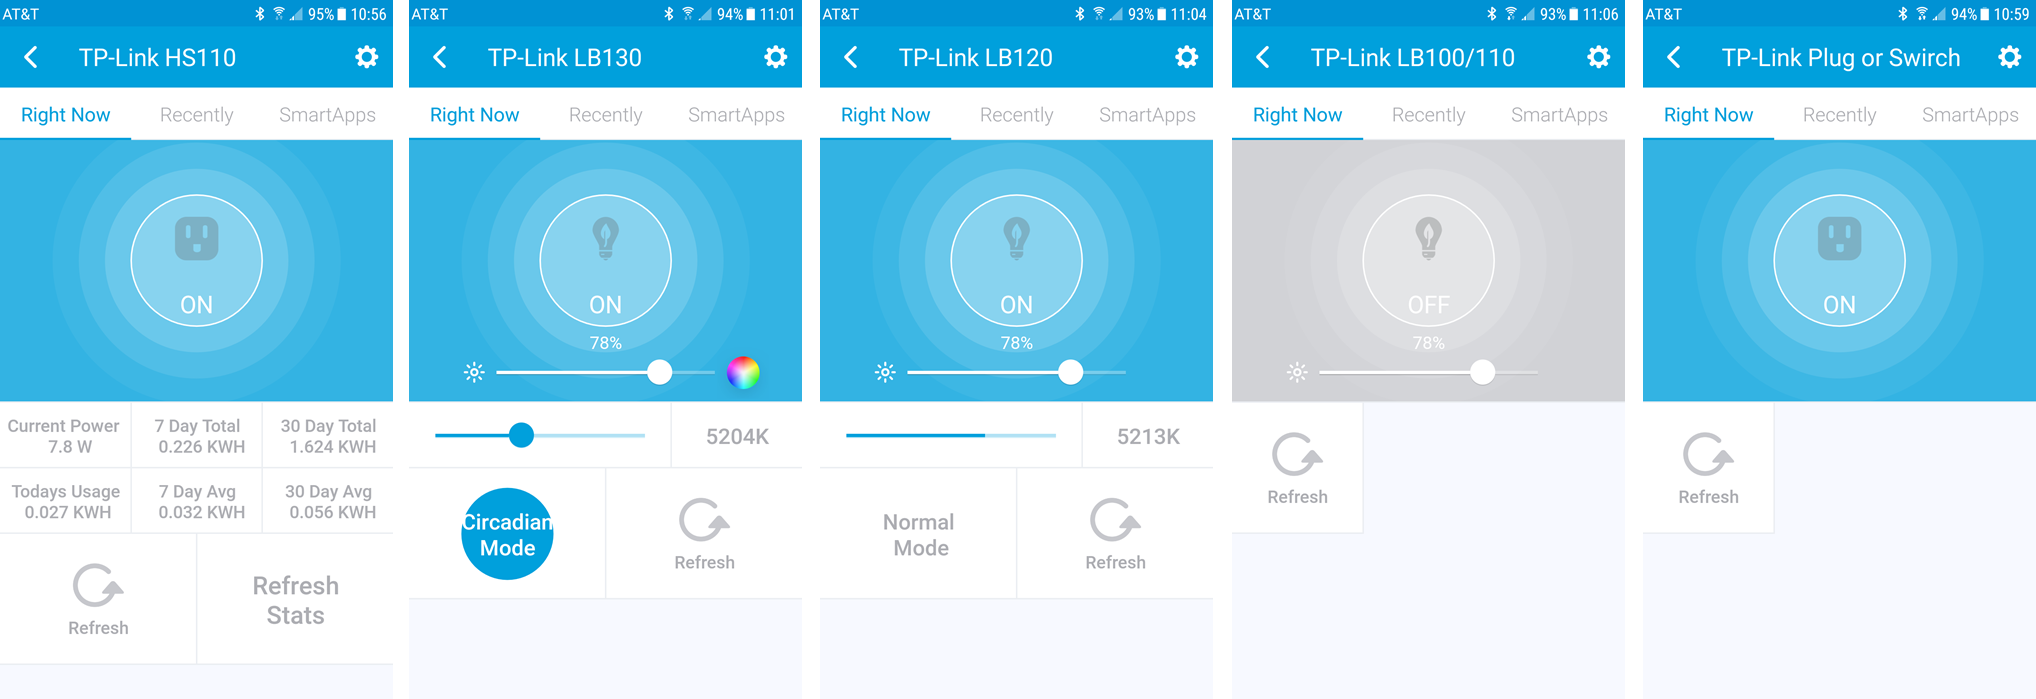 AT&T 95% 10:56
TP-Link HS110
Right Now Recently SmartApps
ON
Current Power 7 Day Total 30 Day Total
7.8 W 0.226 KWH 1.624 KWH
Todays Usage 7 Day Avg 30 Day Avg
0.027 KWH 0.032 KWH 0.056 KWH
Refresh
Refresh
Stats
AT&T 94% 11:01
TP-Link LB130
Right Now Recently SmartApps
ON
78%
5204K
Circadian
Mode
Refresh
AT&T 93% 11:04
TP-Link LB120
Right Now Recently SmartApps
ON
78%
5213K
Normal
Mode
Refresh
AT&T 93% 11:06
TP-Link LB100/110
Right Now Recently SmartApps
OFF
78%
Refresh
AT&T 94% 10:59
TP-Link Plug or Swirch
Right Now Recently SmartApps
ON
Refresh